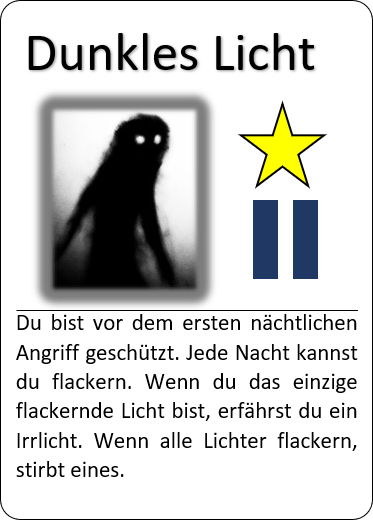 Dunkles Licht
Du bist vor dem ersten nächtlichen
Angriff geschützt. Jede Nacht kannst
du flackern. Wenn du das einzige
flackernde Licht bist, erfährst du ein
Irrlicht. Wenn alle Lichter flackern,
stirbt eines.